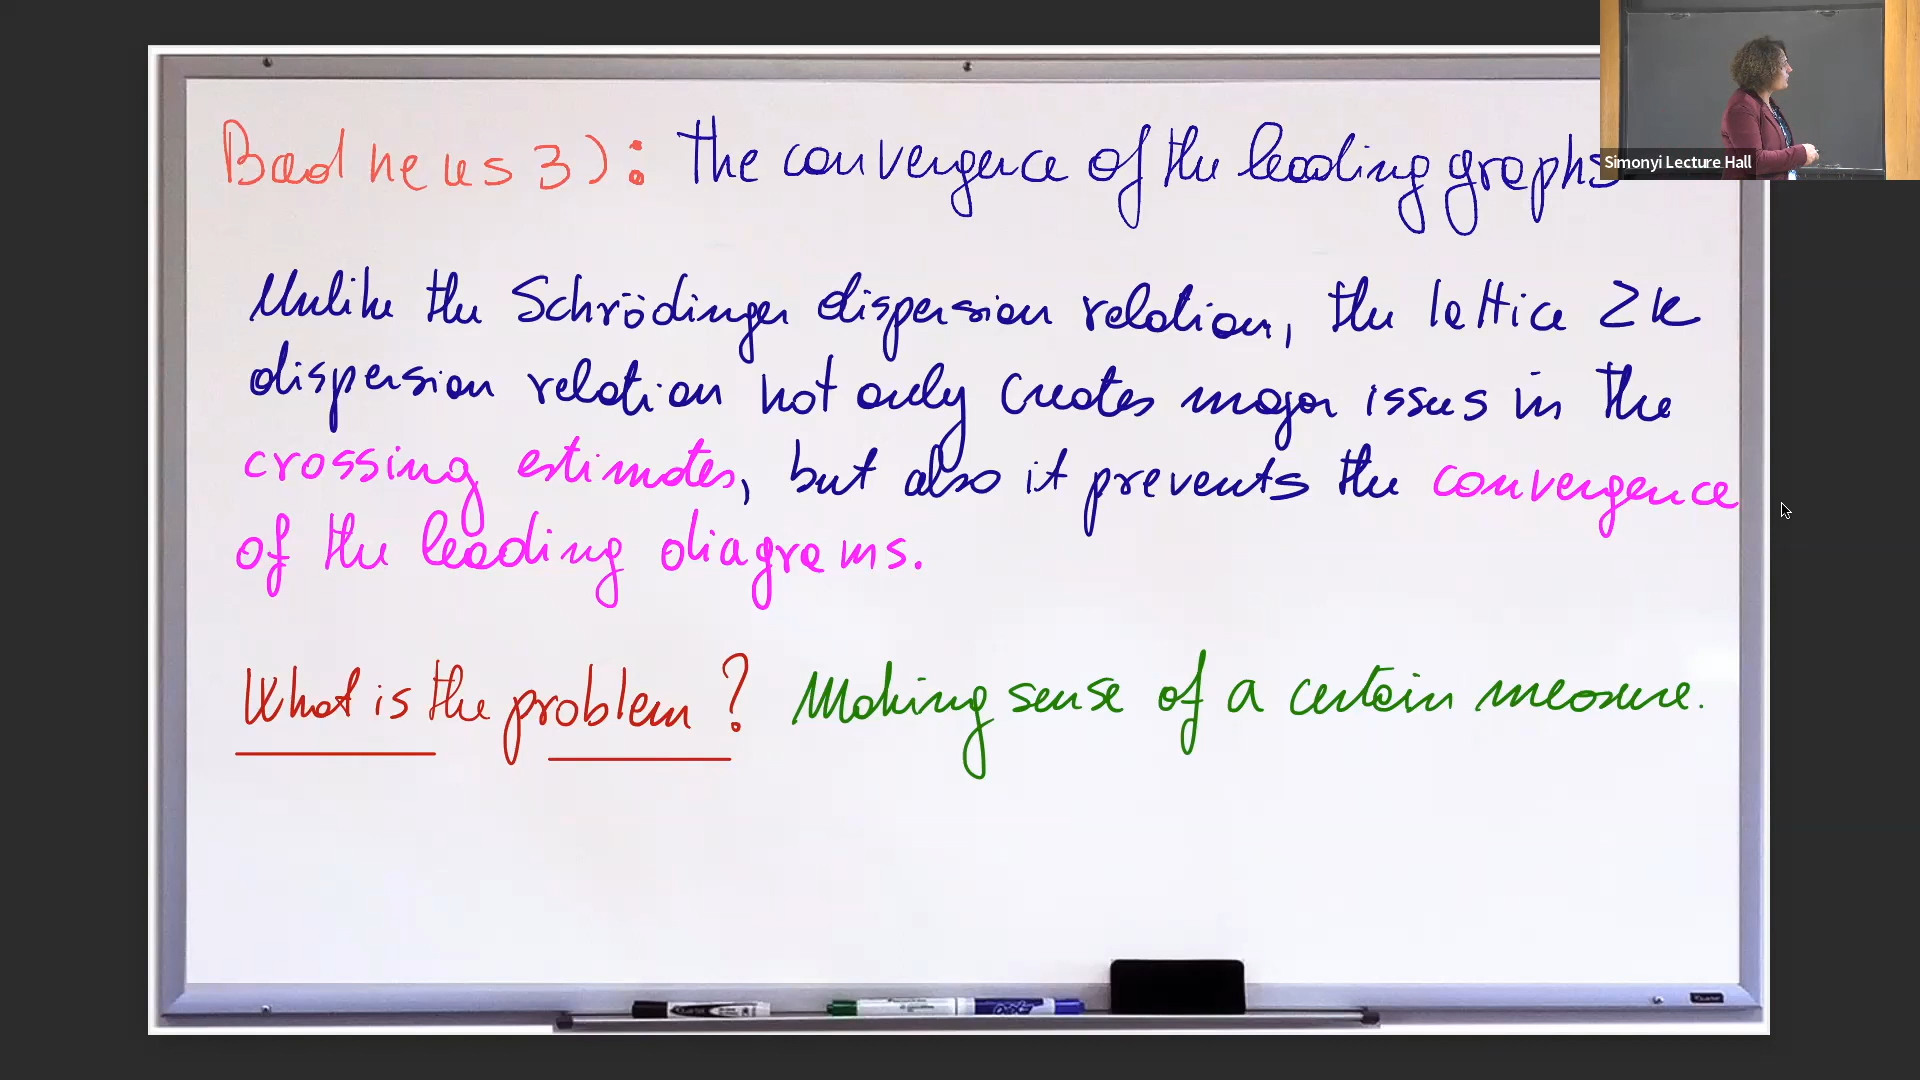 Bad news 3): The convergence of the leading graphs
Simonyi Lecture Hall
Unlike the Schrödinger dispersion relation, the lattice ZK
dispersion relation not only creates major issues in the
crossing estimates, but also it prevents the convergence
of the leading diagrams.
What is the problem? Making sense of a certain measure.